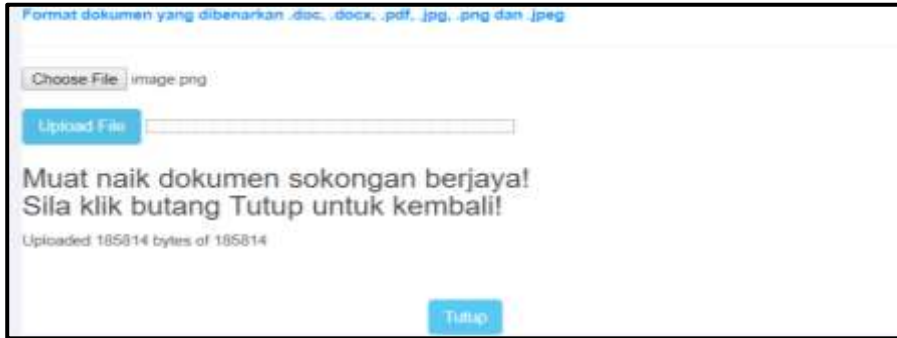 Format dokumen yang dibenarkan .doc, .docx, .pdf, .jpg, .png dan .jpeg
Choose File image.png
Upload File
Muat naik dokumen sokongan berjaya!
Sila klik butang Tutup untuk kembali!
Uploaded 185814 bytes of 185814
Tutup